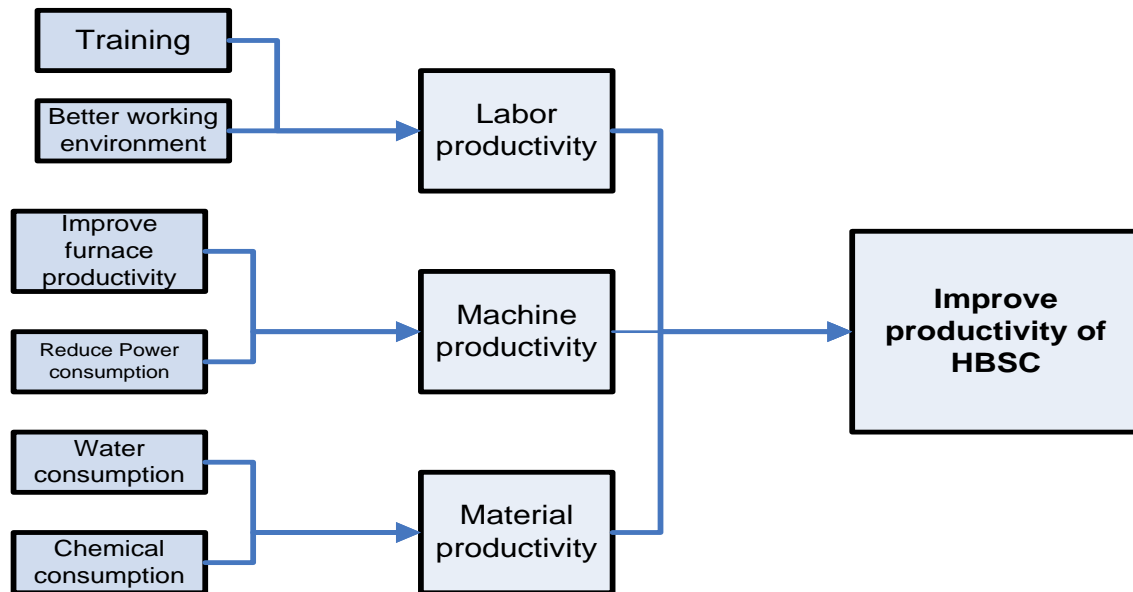 Training
Better working
environment
Labor
productivity
Improve
furnace
productivity
Reduce Power
consumption
Machine
productivity
Water
consumption
Chemical
consumption
Material
productivity
Improve
productivity of
HBSC